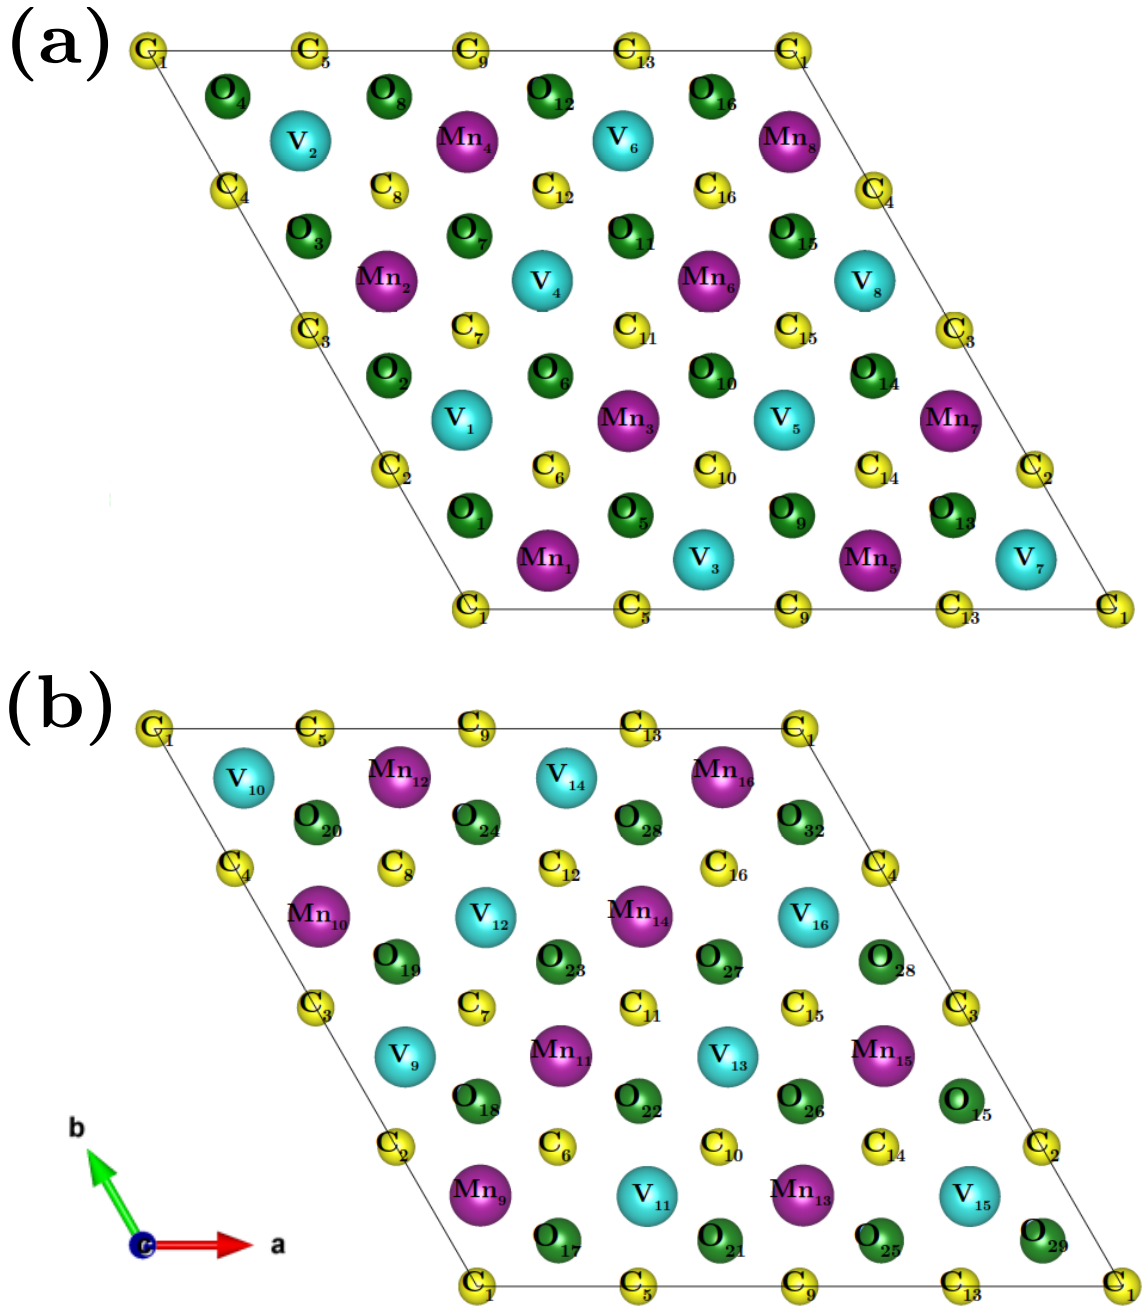 (a)
C₁ C₅ C₉ C₁₃ C₁
O₄ O₈ O₁₂ O₁₆
V₂ Mn₄ V₆ Mn₈
C₄ C₈ C₁₂ C₁₆ C₄
O₃ O₇ O₁₁ O₁₅
Mn₂ V₄ Mn₆ V₈
C₃ C₇ C₁₁ C₁₅ C₃
O₂ O₆ O₁₀ O₁₄
V₁ Mn₃ V₅ Mn₇
C₂ C₆ C₁₀ C₁₄ C₂
O₁ O₅ O₉ O₁₃
Mn₁ V₃ Mn₅ V₇
C₁ C₅ C₉ C₁₃ C₁
(b)
C₁ C₅ C₉ C₁₃ C₁
V₁₀ Mn₁₂ V₁₄ Mn₁₆
O₂₀ O₂₄ O₂₈ O₃₂
C₄ C₈ C₁₂ C₁₆ C₄
Mn₁₀ V₁₂ Mn₁₄ V₁₆
O₁₉ O₂₃ O₂₇ O₂₈
C₃ C₇ C₁₁ C₁₅ C₃
V₉ Mn₁₁ V₁₃ Mn₁₅
O₁₈ O₂₂ O₂₆ O₁₅
C₂ C₆ C₁₀ C₁₄ C₂
Mn₉ V₁₁ Mn₁₃ V₁₅
O₁₇ O₂₁ O₂₅ O₂₉
C₁ C₅ C₉ C₁₃ C₁
b
c a